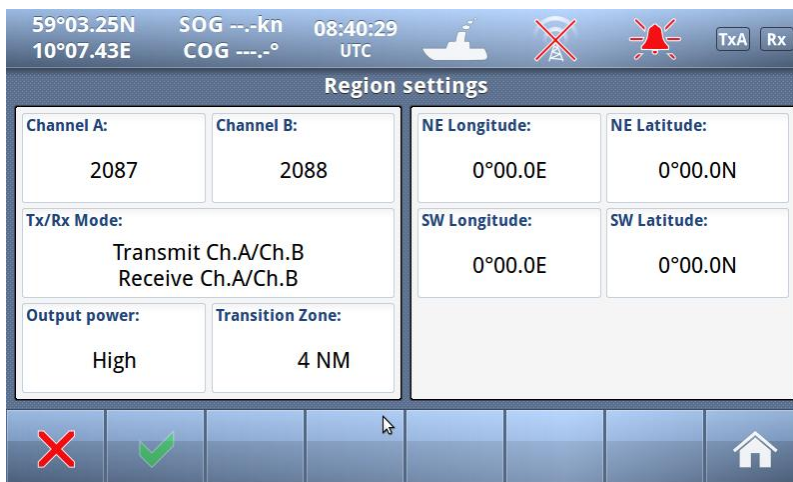 59°03.25N SOG --.-kn 08:40:29
10°07.43E COG ---.-° UTC
TxA Rx
Region settings
Channel A: Channel B: NE Longitude: NE Latitude:
2087 2088 0°00.0E 0°00.0N
Tx/Rx Mode: SW Longitude: SW Latitude:
Transmit Ch.A/Ch.B
Receive Ch.A/Ch.B
0°00.0E 0°00.0N
Output power: Transition Zone:
High 4 NM